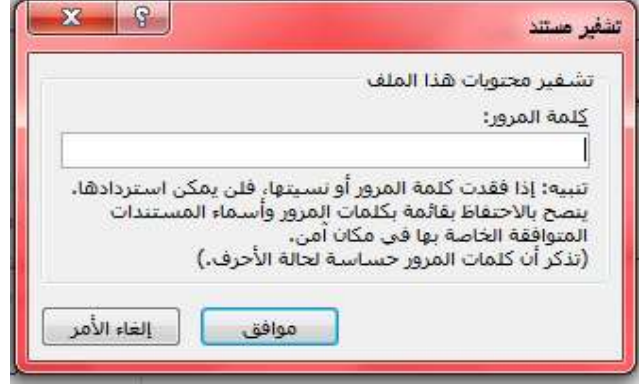 تشفير مستند
تشفير محتويات هذا الملف
كلمة المرور:
تنبيه: إذا فقدت كلمة المرور أو نسيتها، فلن يمكن استردادها.
ينصح بالاحتفاظ بقائمة بكلمات المرور وأسماء المستندات
المتوافقة الخاصة بها في مكان آمن.
(تذكر أن كلمات المرور حساسة لحالة الأحرف.)
موافق
إلغاء الأمر